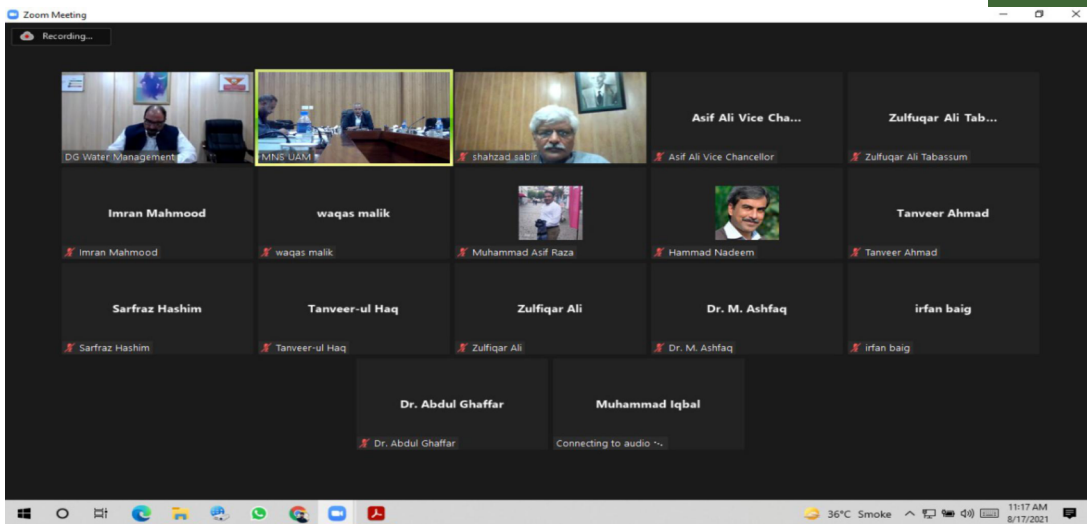 Zoom Meeting
Recording...
DG Water Management
MNS UAM
shahzad sabir
Asif Ali Vice Cha...
Asif Ali Vice Chancellor
Zulfuqar Ali Tab...
Zulfuqar Ali Tabassum
Imran Mahmood
Imran Mahmood
waqas malik
waqas malik
Muhammad Asif Raza
Hammad Nadeem
Tanveer Ahmad
Tanveer Ahmad
Sarfraz Hashim
Sarfraz Hashim
Tanveer-ul Haq
Tanveer-ul Haq
Zulfiqar Ali
Zulfiqar Ali
Dr. M. Ashfaq
Dr. M. Ashfaq
irfan baig
irfan baig
Dr. Abdul Ghaffar
Dr. Abdul Ghaffar
Muhammad Iqbal
Connecting to audio
36°C Smoke
11:17 AM
8/17/2021